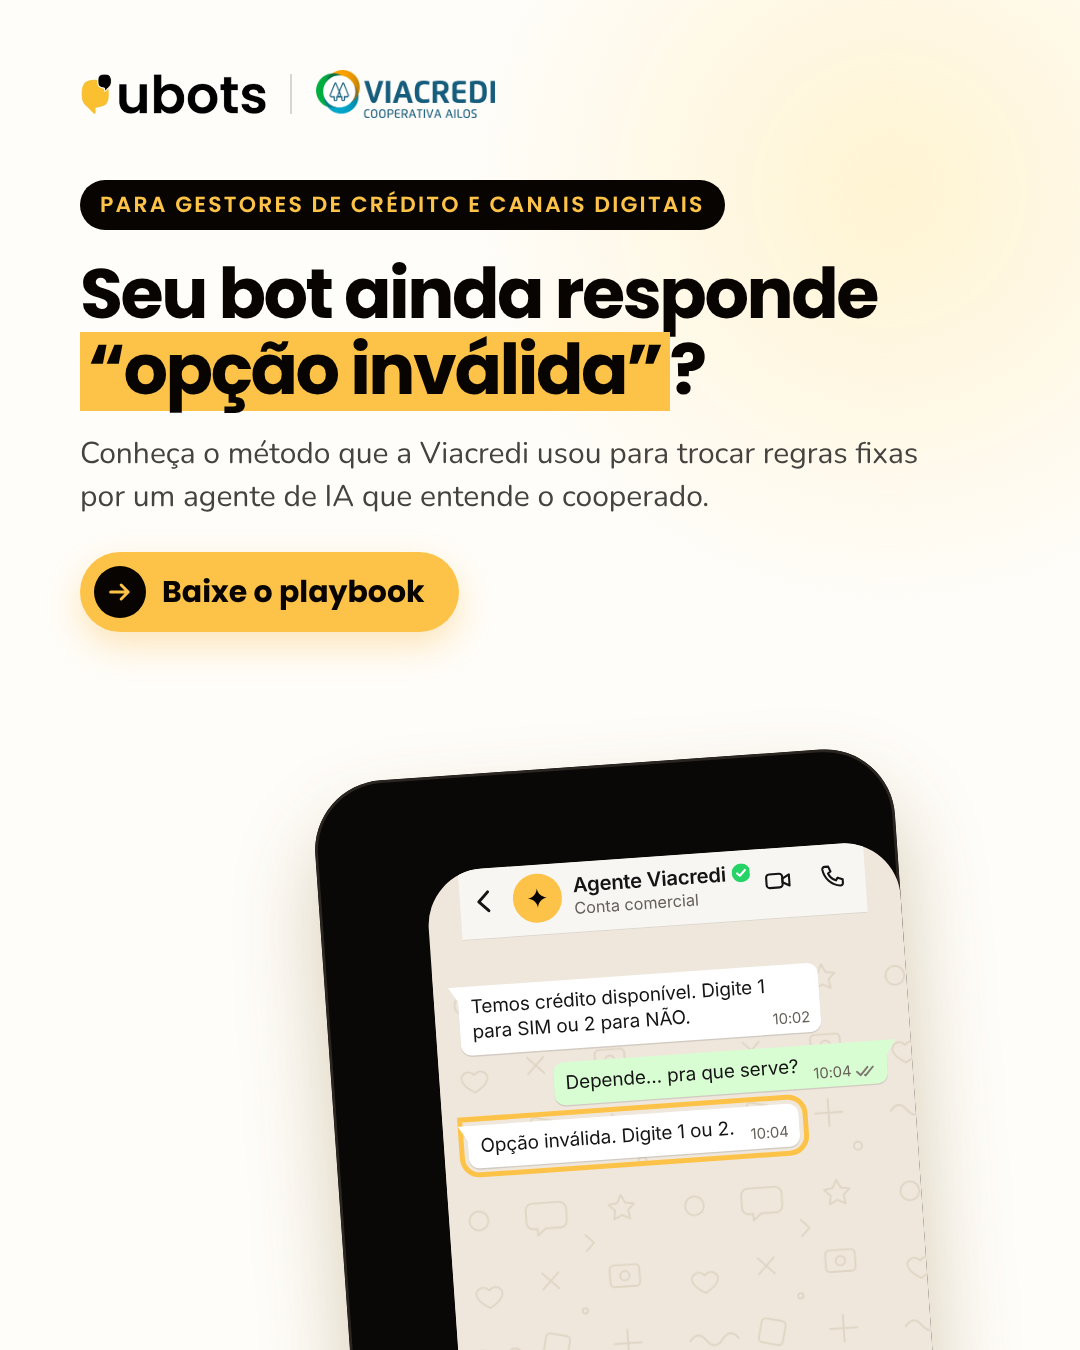 ubots
VIACREDI
COOPERATIVA AILOS
PARA GESTORES DE CRÉDITO E CANAIS DIGITAIS
Seu bot ainda responde
“opção inválida”?
Conheça o método que a Viacredi usou para trocar regras fixas
por um agente de IA que entende o cooperado.
Baixe o playbook
Agente Viacredi
Conta comercial
Temos crédito disponível. Digite 1
para SIM ou 2 para NÃO.
10:02
Depende... pra que serve? 10:04
Opção inválida. Digite 1 ou 2. 10:04